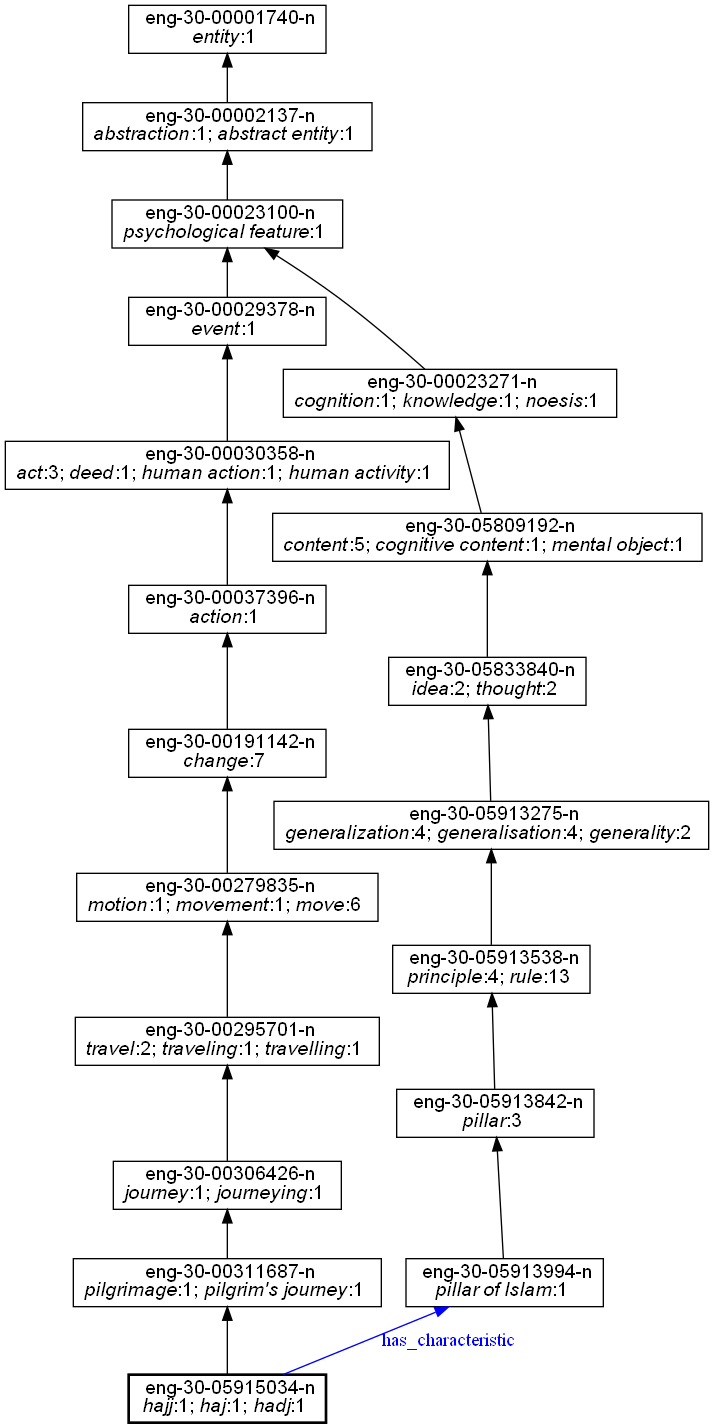 eng-30-00001740-n
entity:1
eng-30-00002137-n
abstraction:1; abstract entity:1
eng-30-00023100-n
psychological feature:1
eng-30-00029378-n
event:1
eng-30-00023271-n
cognition:1; knowledge:1; noesis:1
eng-30-00030358-n
act:3; deed:1; human action:1; human activity:1
eng-30-05809192-n
content:5; cognitive content:1; mental object:1
eng-30-00037396-n
action:1
eng-30-05833840-n
idea:2; thought:2
eng-30-00191142-n
change:7
eng-30-05913275-n
generalization:4; generalisation:4; generality:2
eng-30-00279835-n
motion:1; movement:1; move:6
eng-30-05913538-n
principle:4; rule:13
eng-30-00295701-n
travel:2; traveling:1; travelling:1
eng-30-05913842-n
pillar:3
eng-30-00306426-n
journey:1; journeying:1
eng-30-00311687-n
pilgrimage:1; pilgrim's journey:1
eng-30-05913994-n
pillar of Islam:1
has_characteristic
eng-30-05915034-n
hajj:1; haj:1; hadj:1